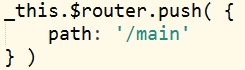 _this.$router.push( {
    path: '/main'
} )